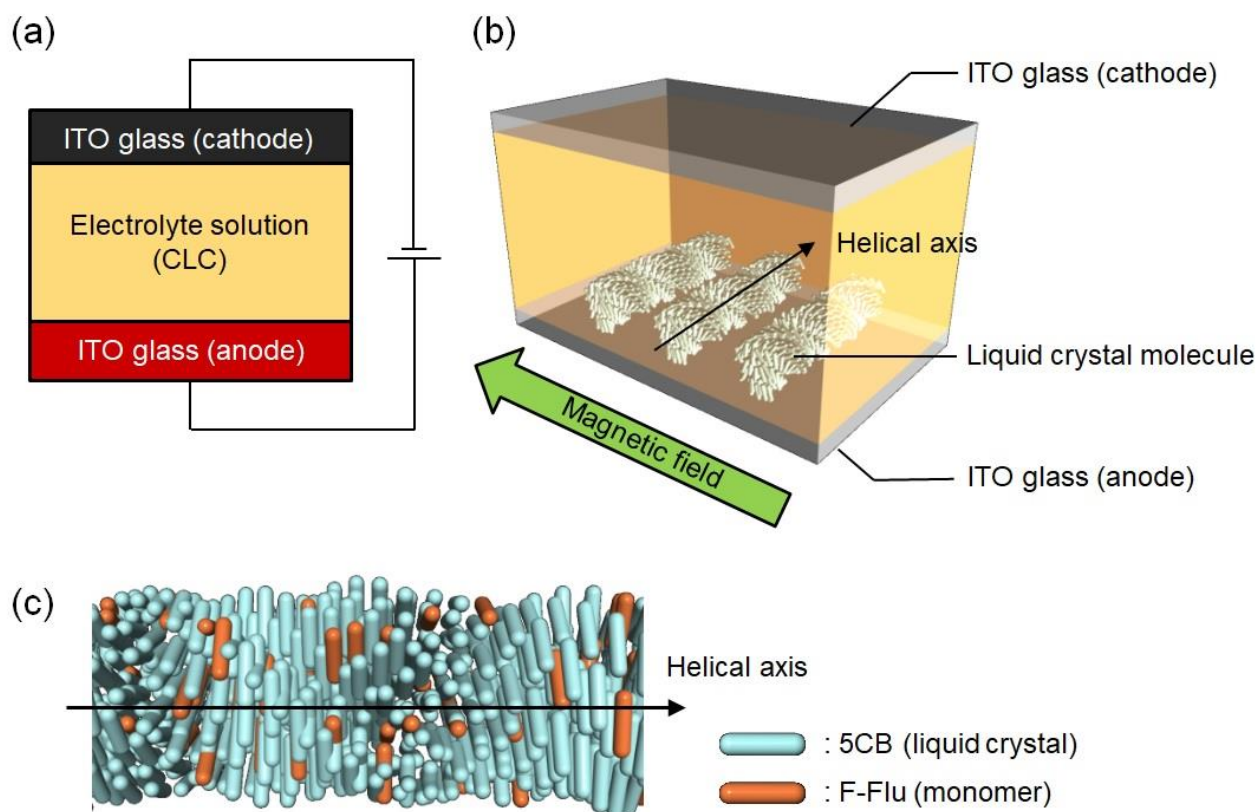 (a)
ITO glass (cathode)
Electrolyte solution
(CLC)
ITO glass (anode)
(b)
ITO glass (cathode)
Helical axis
Liquid crystal molecule
Magnetic field
ITO glass (anode)
(c)
Helical axis
: 5CB (liquid crystal)
: F-Flu (monomer)